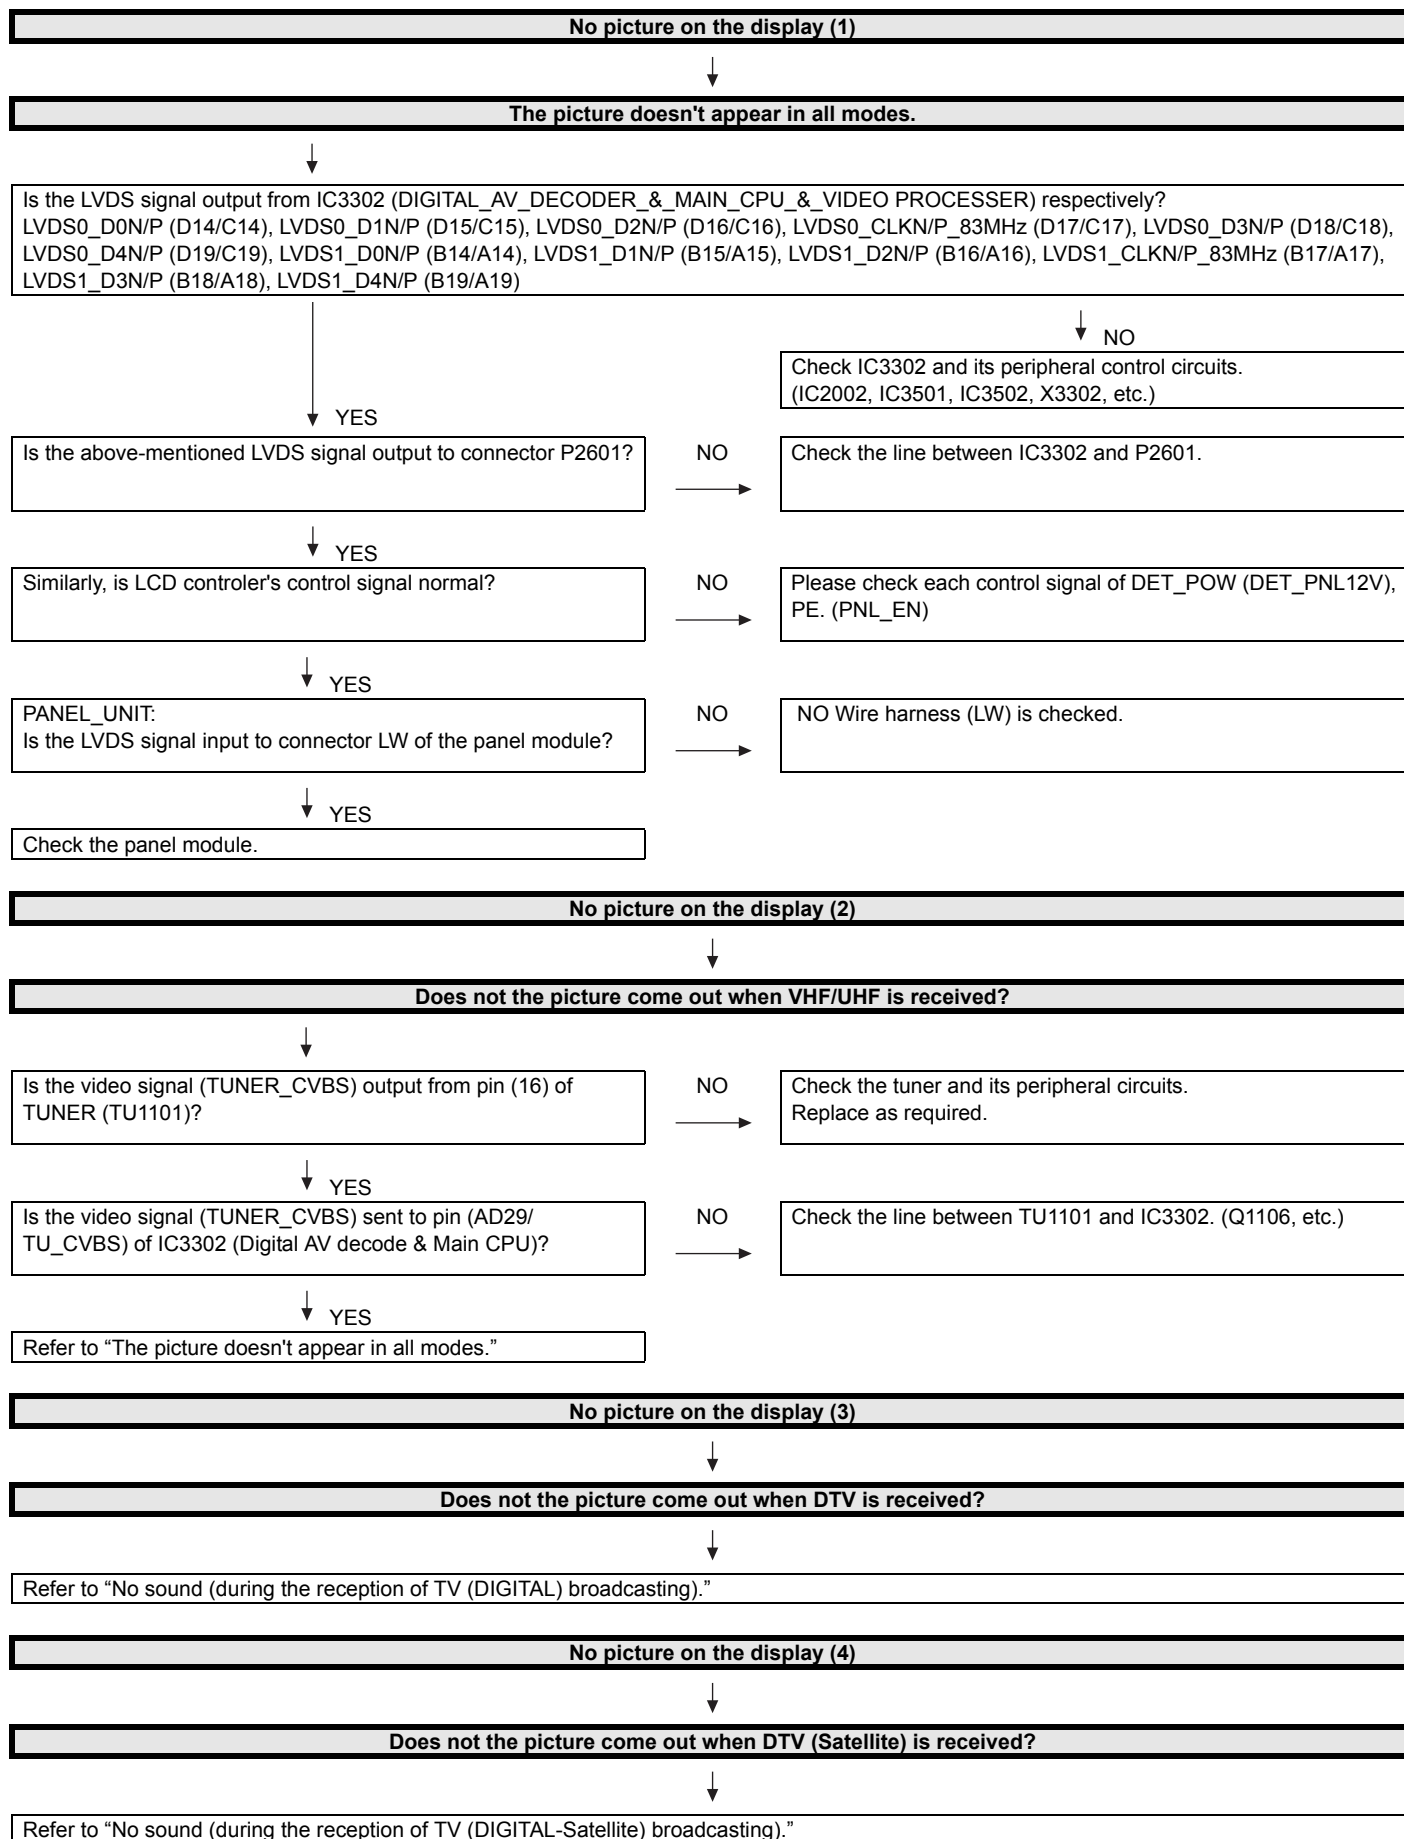 No picture on the display (1)
The picture doesn't appear in all modes.
Is the LVDS signal output from IC3302 (DIGITAL_AV_DECODER_&_MAIN_CPU_&_VIDEO PROCESSER) respectively?
LVDS0_D0N/P (D14/C14), LVDS0_D1N/P (D15/C15), LVDS0_D2N/P (D16/C16), LVDS0_CLKN/P_83MHz (D17/C17), LVDS0_D3N/P (D18/C18),
LVDS0_D4N/P (D19/C19), LVDS1_D0N/P (B14/A14), LVDS1_D1N/P (B15/A15), LVDS1_D2N/P (B16/A16), LVDS1_CLKN/P_83MHz (B17/A17),
LVDS1_D3N/P (B18/A18), LVDS1_D4N/P (B19/A19)
NO
Check IC3302 and its peripheral control circuits.
(IC2002, IC3501, IC3502, X3302, etc.)
YES
Is the above-mentioned LVDS signal output to connector P2601?
NO
Check the line between IC3302 and P2601.
YES
Similarly, is LCD controler's control signal normal?
NO
Please check each control signal of DET_POW (DET_PNL12V),
PE. (PNL_EN)
YES
PANEL_UNIT:
Is the LVDS signal input to connector LW of the panel module?
NO
NO Wire harness (LW) is checked.
YES
Check the panel module.
No picture on the display (2)
Does not the picture come out when VHF/UHF is received?
Is the video signal (TUNER_CVBS) output from pin (16) of
TUNER (TU1101)?
NO
Check the tuner and its peripheral circuits.
Replace as required.
YES
Is the video signal (TUNER_CVBS) sent to pin (AD29/
TU_CVBS) of IC3302 (Digital AV decode & Main CPU)?
NO
Check the line between TU1101 and IC3302. (Q1106, etc.)
YES
Refer to “The picture doesn't appear in all modes.”
No picture on the display (3)
Does not the picture come out when DTV is received?
Refer to “No sound (during the reception of TV (DIGITAL) broadcasting).”
No picture on the display (4)
Does not the picture come out when DTV (Satellite) is received?
Refer to “No sound (during the reception of TV (DIGITAL-Satellite) broadcasting).”